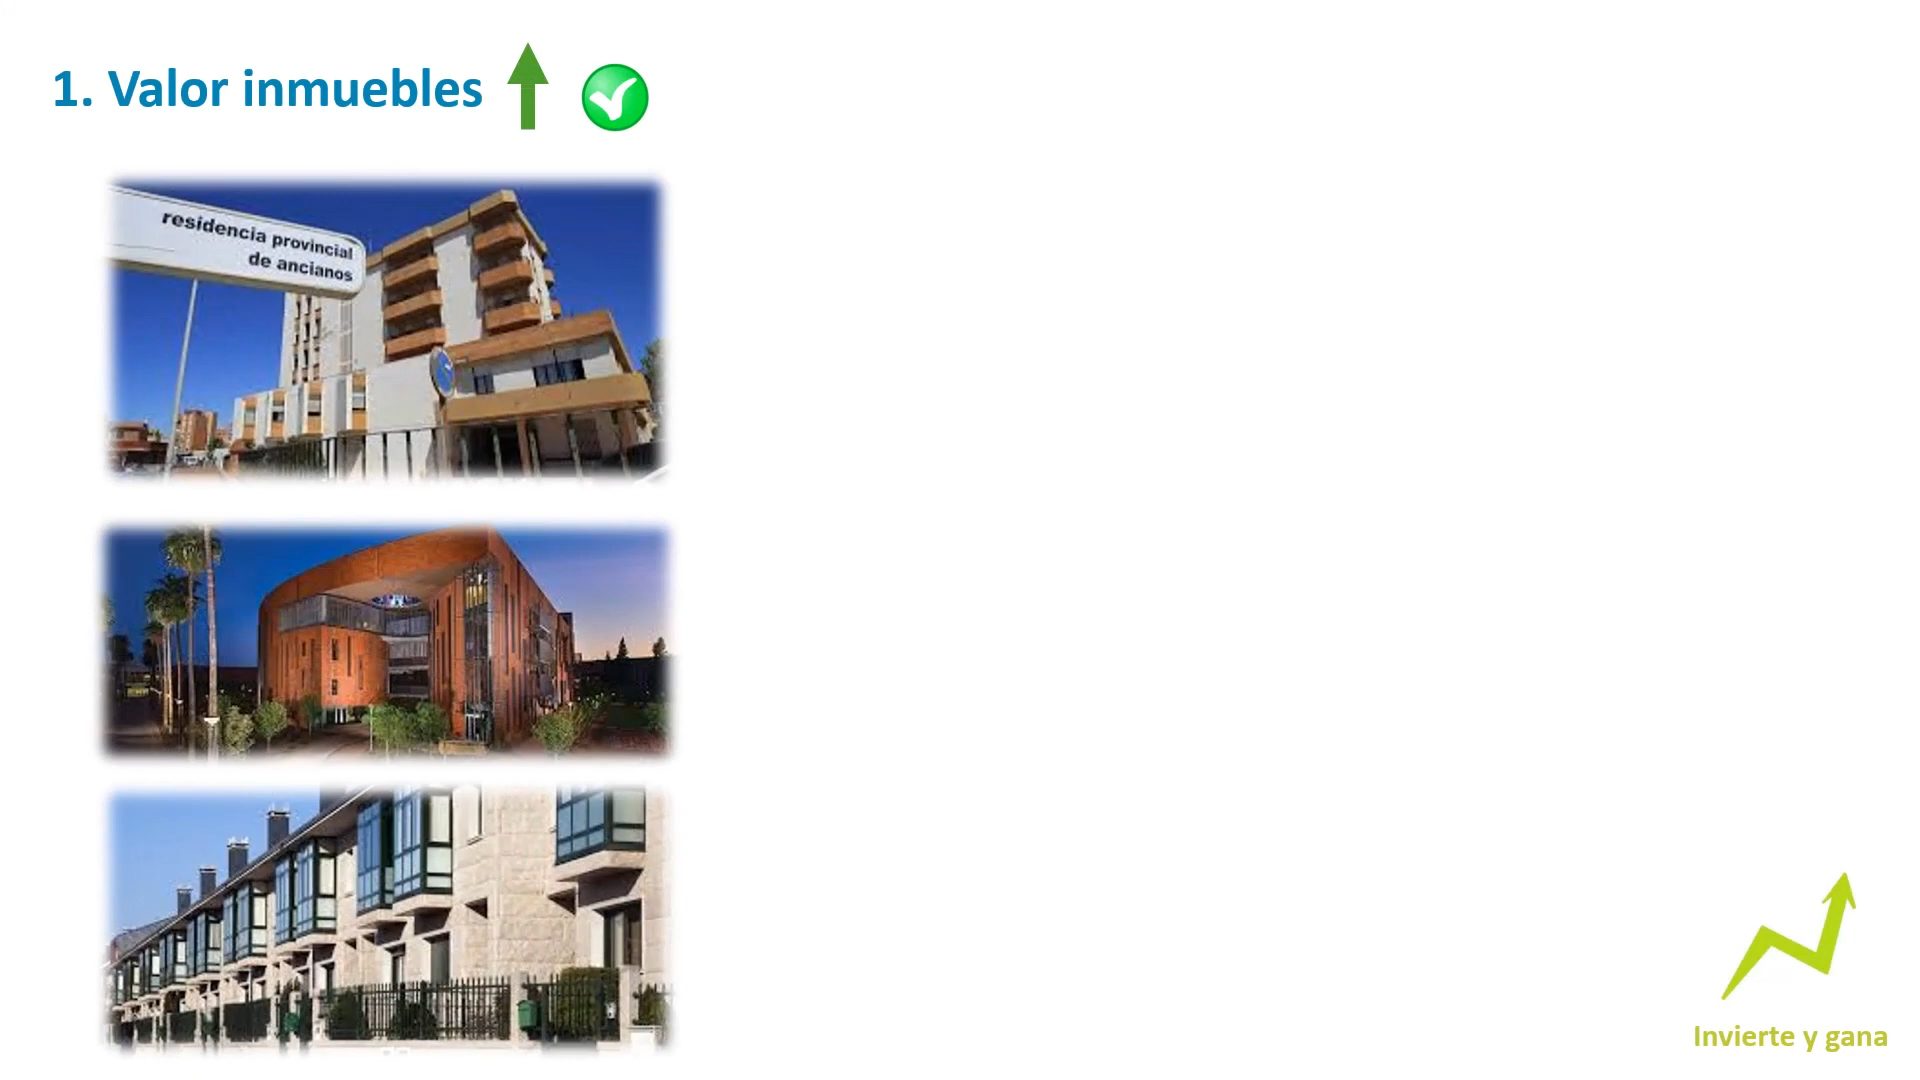 1. Valor inmuebles
residencia provincial
de ancianos
Invierte y gana